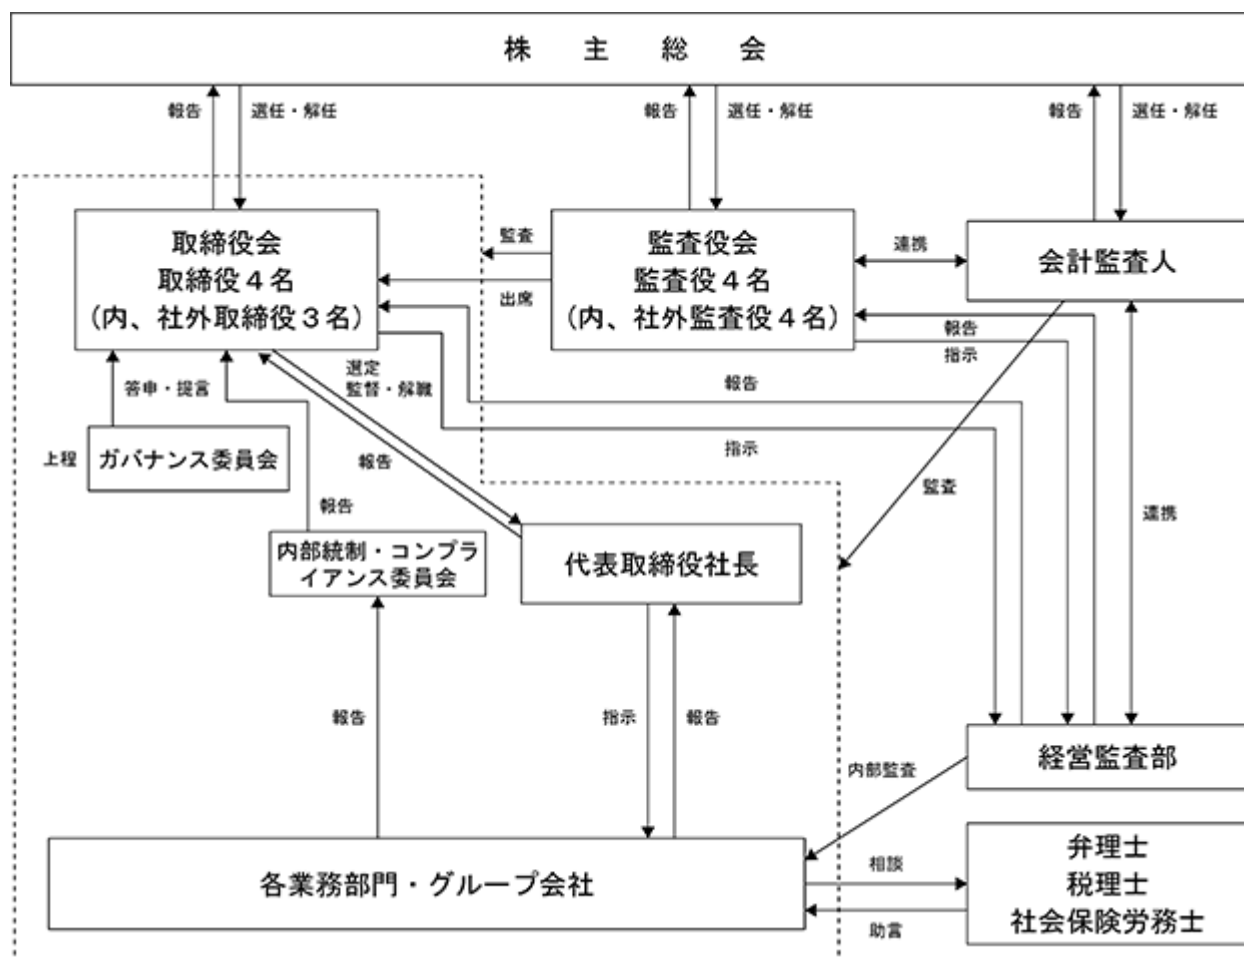 株主総会
報告
選任・解任
報告
選任・解任
報告
選任・解任
取締役会
取締役4名
（内、社外取締役3名）
監査
出席
監査役会
監査役4名
（内、社外監査役4名）
連携
会計監査人
報告
指示
選定
監督・解職
報告
指示
答申・提言
上程
ガバナンス委員会
報告
報告
内部統制・コンプラ
イアンス委員会
代表取締役社長
監査
連携
報告
指示
報告
内部監査
経営監査部
各業務部門・グループ会社
相談
助言
弁理士
税理士
社会保険労務士